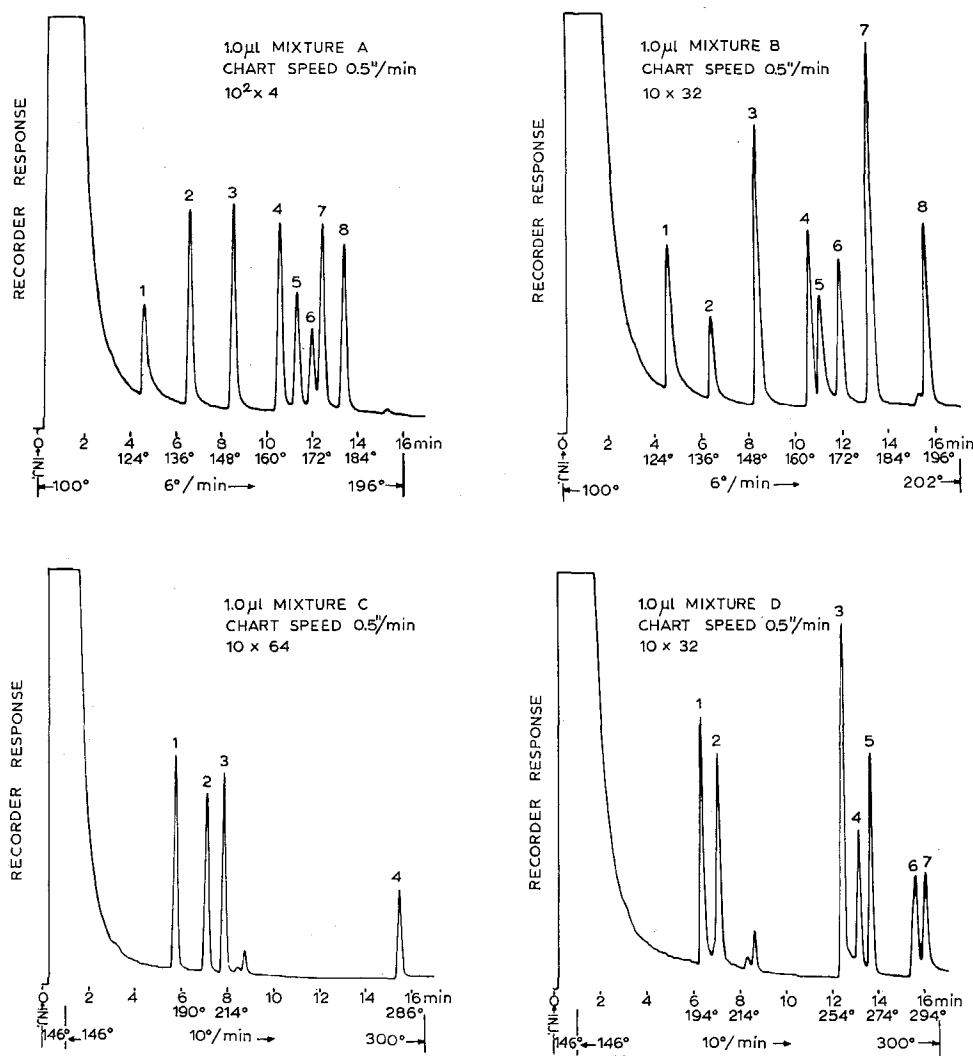 1.0 µl MIXTURE A
CHART SPEED 0.5"/min
10² x 4
RECORDER RESPONSE
1
2
3
4
5
6
7
8
0
2 4 6 8 10 12 14 16 min
124° 136° 148° 160° 172° 184°
INJ.
100° 6°/min 196°
1.0 µl MIXTURE B
CHART SPEED 0.5"/min
10 x 32
RECORDER RESPONSE
1
2
3
4
5
6
7
8
0 2 4 6 8 10 12 14 16 min
124° 136° 148° 160° 172° 184° 196°
INJ.
100° 6°/min 202°
1.0 µl MIXTURE C
CHART SPEED 0.5"/min
10 x 64
RECORDER RESPONSE
1
2
3
4
0
2 4 6 8 10 12 14 16 min
190° 214° 286°
INJ.
146° 146° 10°/min 300°
1.0 µl MIXTURE D
CHART SPEED 0.5"/min
10 x 32
RECORDER RESPONSE
1
2
3
4
5
6
7
0 2 4 6 8 10 12 14 16 min
194° 214° 254° 274° 294°
INJ.
146° 146° 10°/min 300°